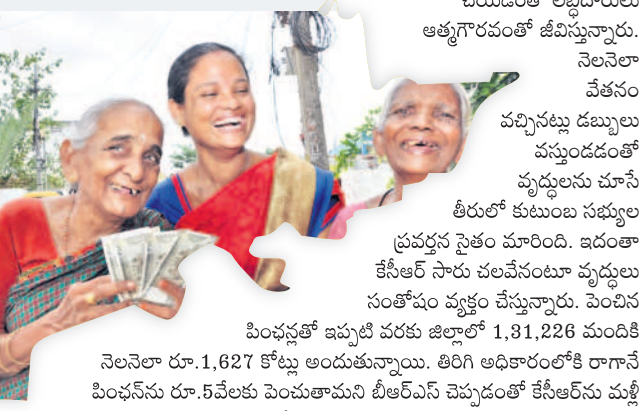 చేయడంతో లబ్ధిదారులు
ఆత్మగౌరవంతో జీవిస్తున్నారు.
నెలనెలా
వేతనం
వచ్చినట్లు డబ్బులు
వస్తుండడంతో
వృద్ధులను చూసే
తీరులో కుటుంబ సభ్యుల
ప్రవర్తన సైతం మారింది. ఇదంతా
కేసీఆర్ సారు చలవేనంటూ వృద్ధులు
సంతోషం వ్యక్తం చేస్తున్నారు. పెంచిన
పింఛన్లతో ఇప్పటి వరకు జిల్లాలో 1,31,226 మందికి
నెలనెలా రూ.1,627 కోట్లు అందుతున్నాయి. తిరిగి అధికారంలోకి రాగానే
పింఛన్‌ను రూ.5వేలకు పెంచుతామని బీఆర్ఎస్ చెప్పడంతో కేసీఆర్‌ను మళ్లీ